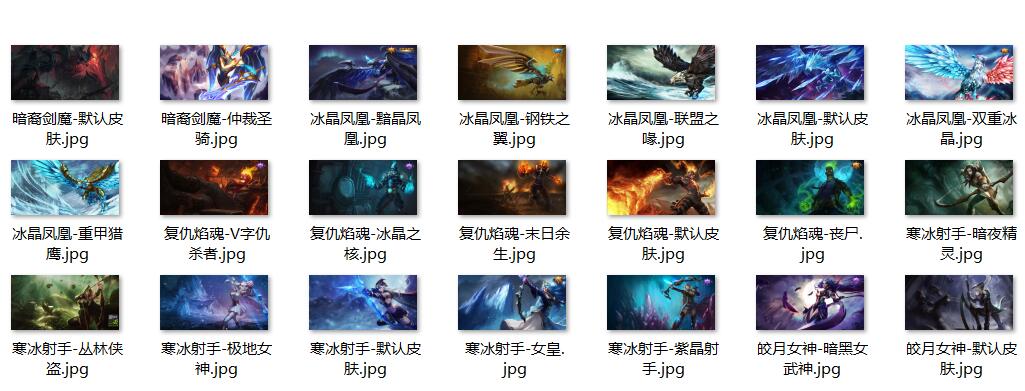 暗裔剑魔-默认皮
肤.jpg
暗裔剑魔-仲裁圣
骑.jpg
冰晶凤凰-黯晶凤
凰.jpg
冰晶凤凰-钢铁之
翼.jpg
冰晶凤凰-联盟之
喙.jpg
冰晶凤凰-默认皮
肤.jpg
冰晶凤凰-双重冰
晶.jpg
冰晶凤凰-重甲猎
鹰.jpg
复仇焰魂-V字仇
杀者.jpg
复仇焰魂-冰晶之
核.jpg
复仇焰魂-末日余
生.jpg
复仇焰魂-默认皮
肤.jpg
复仇焰魂-丧尸.
jpg
寒冰射手-暗夜精
灵.jpg
寒冰射手-丛林侠
盗.jpg
寒冰射手-极地女
神.jpg
寒冰射手-默认皮
肤.jpg
寒冰射手-女皇.
jpg
寒冰射手-紫晶射
手.jpg
皎月女神-暗黑女
武神.jpg
皎月女神-默认皮
肤.jpg